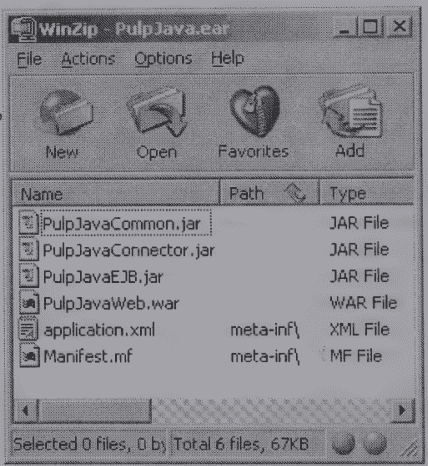 WinZip - PulpJava.ear
File Actions Options Help
New Open Favorites Add
Name Path Type
PulpJavaCommon.jar JAR File
PulpJavaConnector.jar JAR File
PulpJavaEJB.jar JAR File
PulpJavaWeb.war WAR File
application.xml meta-inf\ XML File
Manifest.mf meta-inf\ MF File
Selected 0 files, 0 by Total 6 files, 67KB